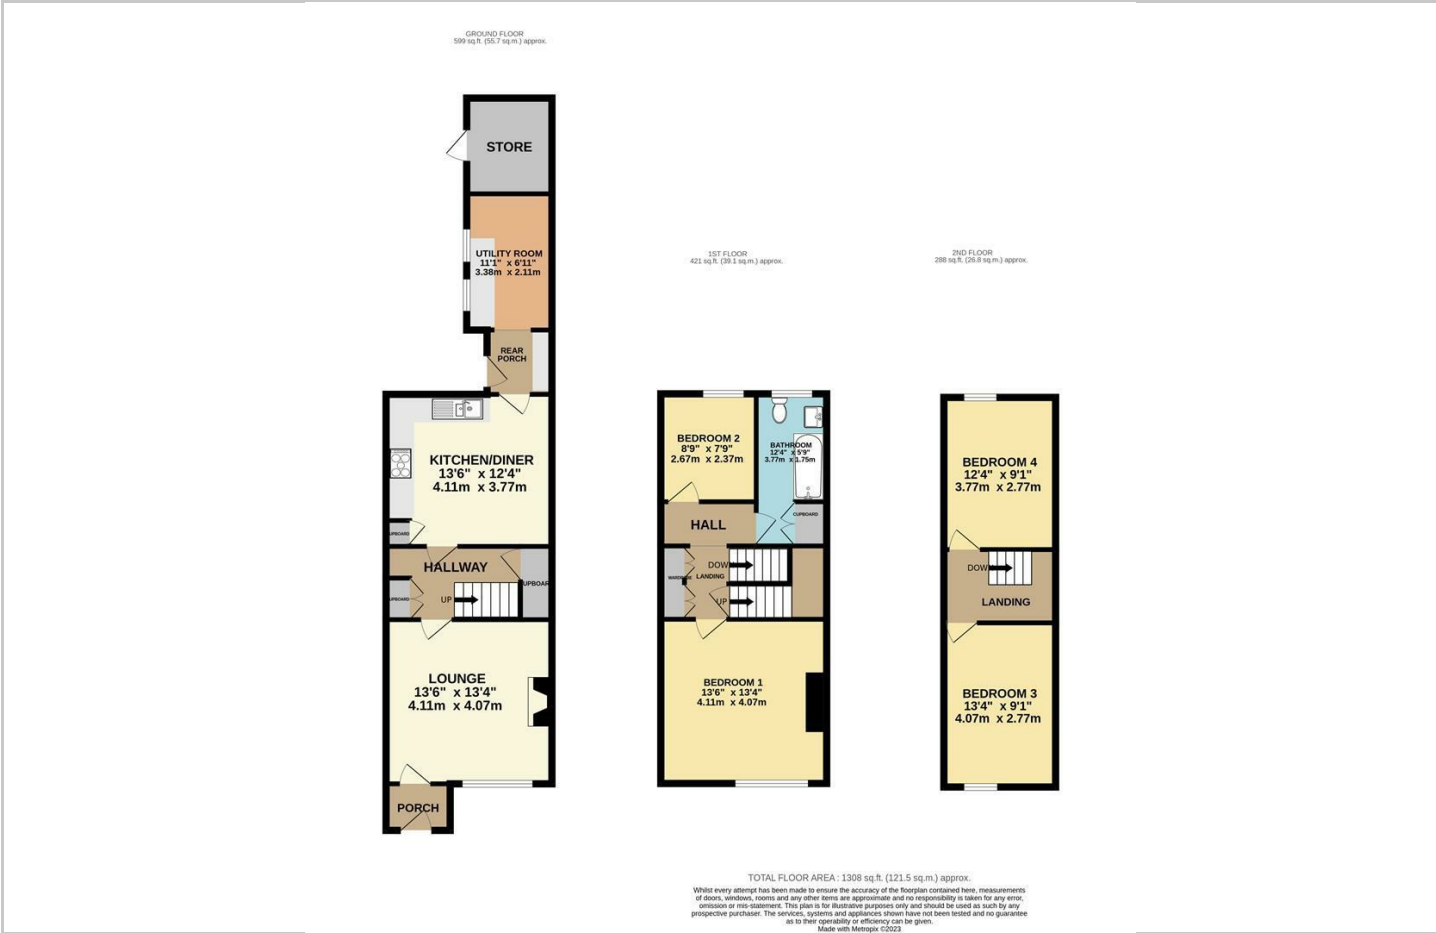 GROUND FLOOR
599 sq.ft. (55.7 sq.m.) approx.
STORE
UTILITY ROOM
11'1" x 6'11"
3.38m x 2.11m
REAR
PORCH
KITCHEN/DINER
13'6" x 12'4"
4.11m x 3.77m
UPBOARD
HALLWAY
UPBOAR
UPBOARD
UP
LOUNGE
13'6" x 13'4"
4.11m x 4.07m
PORCH
1ST FLOOR
421 sq.ft. (39.1 sq.m.) approx.
BEDROOM 2
8'9" x 7'9"
2.67m x 2.37m
BATHROOM
12'4" x 5'9"
3.77m x 1.75m
CUPBOARD
HALL
DOW
WARDROBE
LANDING
UP
BEDROOM 1
13'6" x 13'4"
4.11m x 4.07m
2ND FLOOR
288 sq.ft. (26.8 sq.m.) approx.
BEDROOM 4
12'4" x 9'1"
3.77m x 2.77m
DOW
LANDING
BEDROOM 3
13'4" x 9'1"
4.07m x 2.77m
TOTAL FLOOR AREA : 1308 sq.ft. (121.5 sq.m.) approx.
Whilst every attempt has been made to ensure the accuracy of the floorplan contained here, measurements
of doors, windows, rooms and any other items are approximate and no responsibility is taken for any error,
omission or mis-statement. This plan is for illustrative purposes only and should be used as such by any
prospective purchaser. The services, systems and appliances shown have not been tested and no guarantee
as to their operability or efficiency can be given.
Made with Metropix ©2023